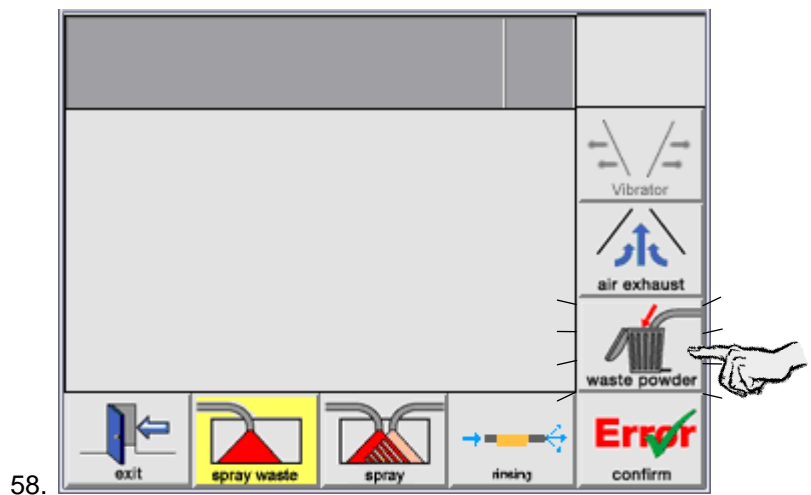 Vibrator
air exhaust
waste powder
exit
spray waste
spray
rinsing
Error
confirm
58.